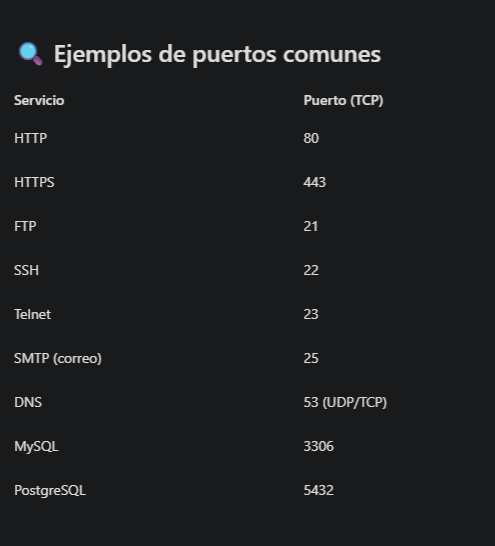 🔍 Ejemplos de puertos comunes
Servicio Puerto (TCP)
HTTP 80
HTTPS 443
FTP 21
SSH 22
Telnet 23
SMTP (correo) 25
DNS 53 (UDP/TCP)
MySQL 3306
PostgreSQL 5432